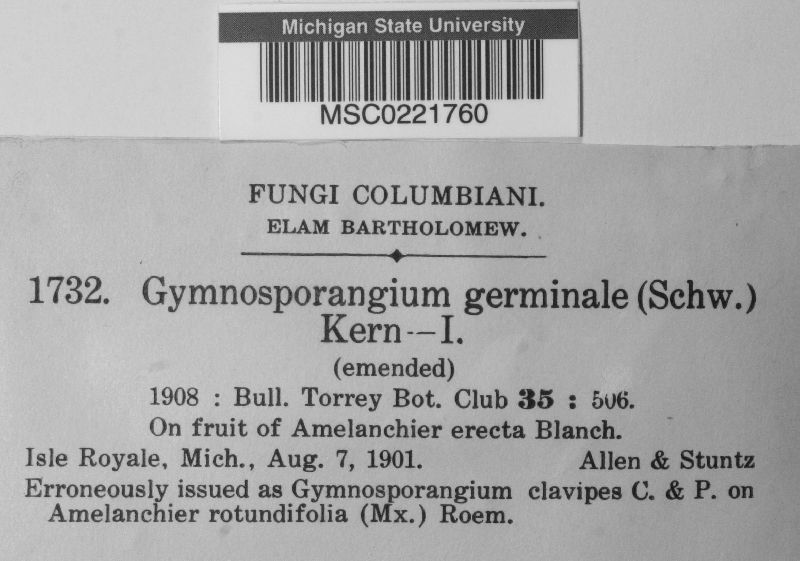 Michigan State University
MSC0221760
FUNGI COLUMBIANI.
ELAM BARTHOLOMEW.
1732. Gymnosporangium germinale (Schw.)
Kern--I.
(emended)
1908 : Bull. Torrey Bot. Club 35 : 506.
On fruit of Amelanchier erecta Blanch.
Isle Royale, Mich., Aug. 7, 1901. Allen & Stuntz
Erroneously issued as Gymnosporangium clavipes C. & P. on
Amelanchier rotundifolia (Mx.) Roem.